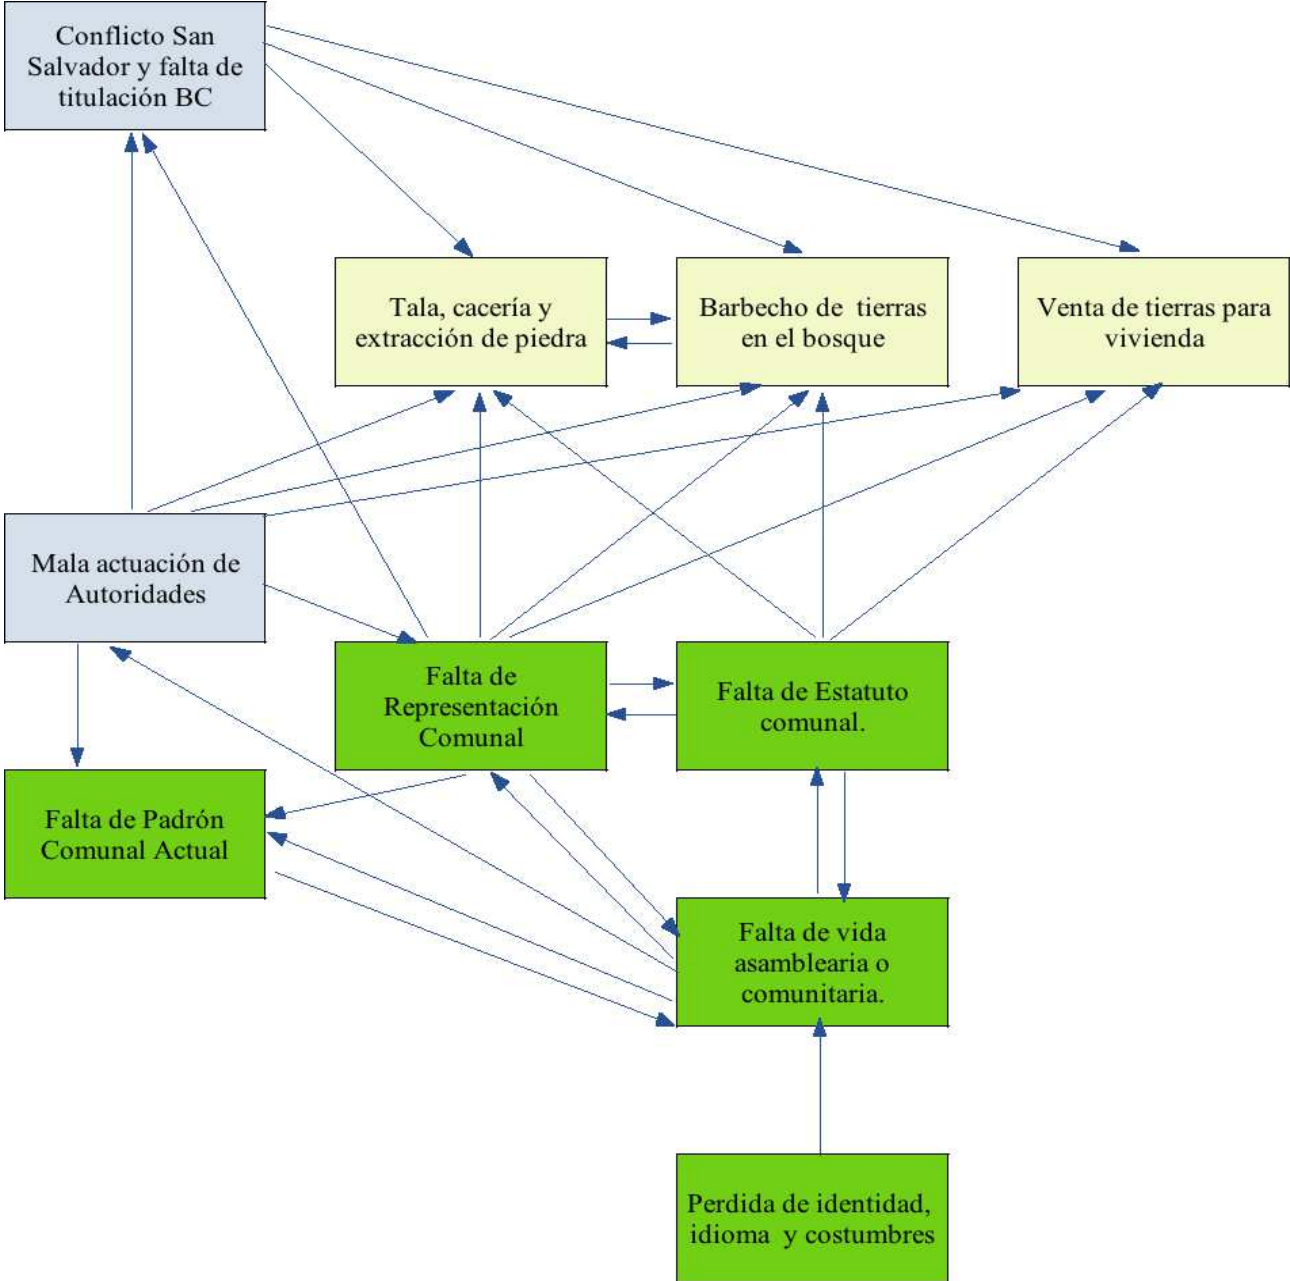 Conflicto San
Salvador y falta de
titulación BC
Tala, cacería y
extracción de piedra
Barbecho de tierras
en el bosque
Venta de tierras para
vivienda
Mala actuación de
Autoridades
Falta de
Representación
Comunal
Falta de Estatuto
comunal.
Falta de Padrón
Comunal Actual
Falta de vida
asamblearia o
comunitaria.
Perdida de identidad,
idioma y costumbres